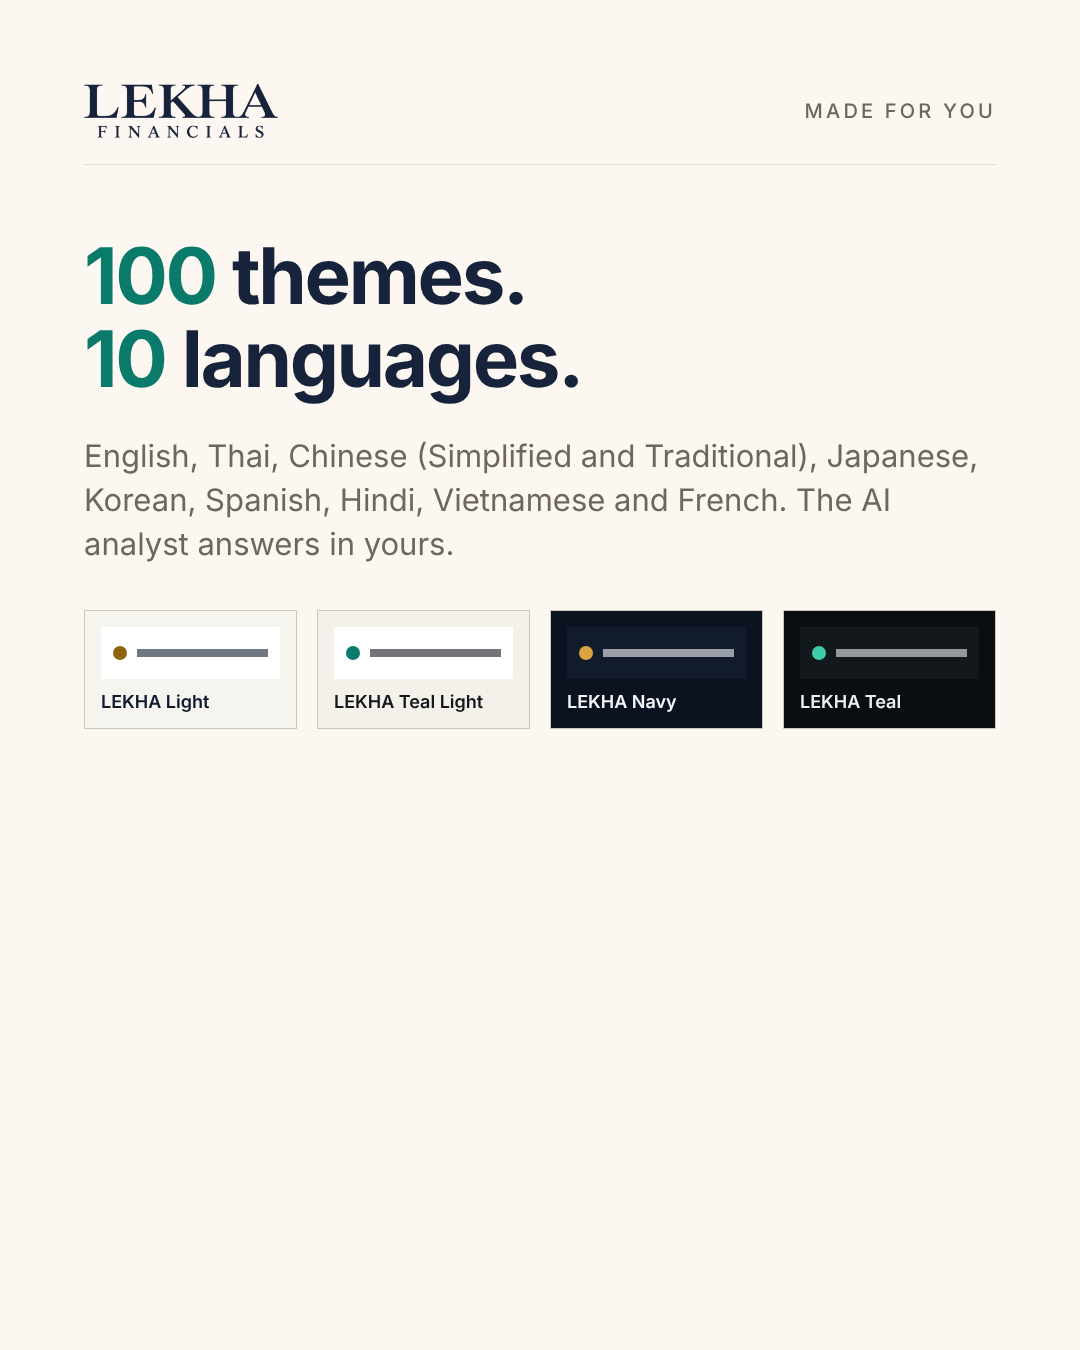 LEKHA
FINANCIALS
MADE FOR YOU
100 themes.
10 languages.
English, Thai, Chinese (Simplified and Traditional), Japanese,
Korean, Spanish, Hindi, Vietnamese and French. The AI
analyst answers in yours.
LEKHA Light
LEKHA Teal Light
LEKHA Navy
LEKHA Teal